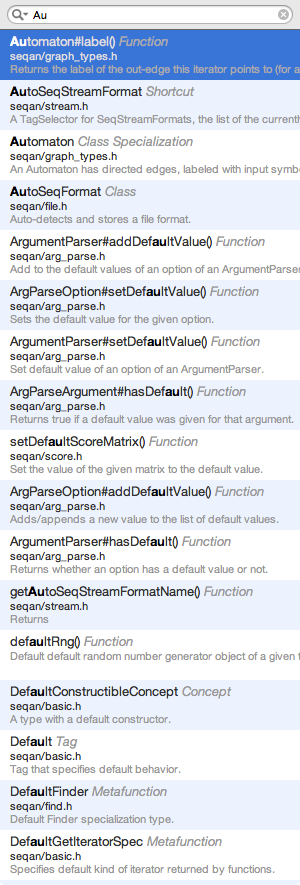 Au
Automaton#label() Function
seqan/graph_types.h
Returns the label of the out-edge this iterator points to (for a
AutoSeqStreamFormat Shortcut
seqan/stream.h
A TagSelector for SeqStreamFormats, the list of the current
Automaton Class Specialization
seqan/graph_types.h
An Automaton has directed edges, labeled with input symb
AutoSeqFormat Class
seqan/file.h
Auto-detects and stores a file format.
ArgumentParser#addDefaultValue() Function
seqan/arg_parse.h
Add to the default values of an option of an ArgumentParser
ArgParseOption#setDefaultValue() Function
seqan/arg_parse.h
Sets the default value for the given option.
ArgumentParser#setDefaultValue() Function
seqan/arg_parse.h
Set default value of an option of an ArgumentParser.
ArgParseArgument#hasDefault() Function
seqan/arg_parse.h
Returns true if a default value was given for that argument.
setDefaultScoreMatrix() Function
seqan/score.h
Set the value of the given matrix to the default value.
ArgParseOption#addDefaultValue() Function
seqan/arg_parse.h
Adds/appends a new value to the list of default values.
ArgumentParser#hasDefault() Function
seqan/arg_parse.h
Returns whether an option has a default value or not.
getAutoSeqStreamFormatName() Function
seqan/stream.h
Returns
defaultRng() Function
Default default random number generator object of a given t
DefaultConstructibleConcept Concept
seqan/basic.h
A type with a default constructor.
Default Tag
seqan/basic.h
Tag that specifies default behavior.
DefaultFinder Metafunction
seqan/find.h
Default Finder specialization type.
DefaultGetIteratorSpec Metafunction
seqan/basic.h
Specifies default kind of iterator returned by functions.